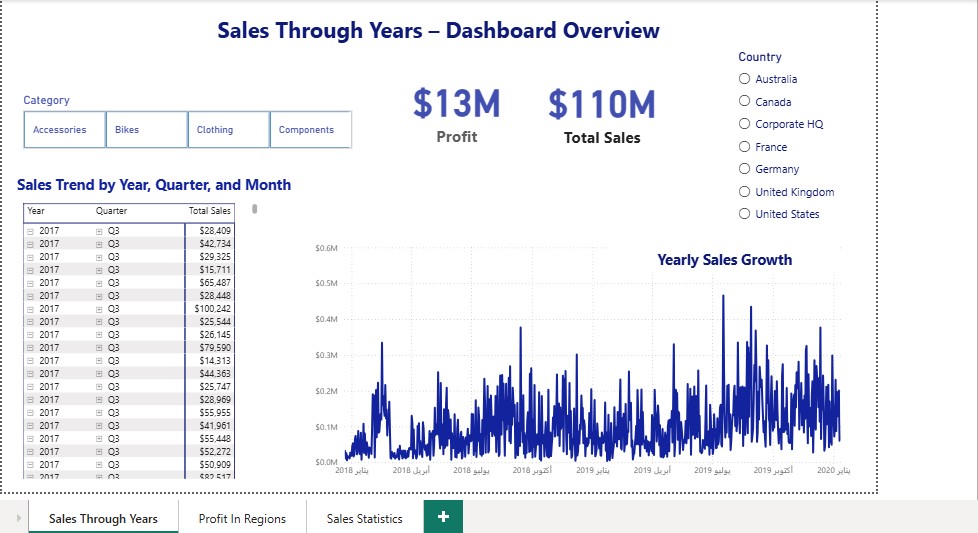 Sales Through Years – Dashboard Overview
Country
Australia
Canada
Corporate HQ
France
Germany
United Kingdom
United States
Category
Accessories
Bikes
Clothing
Components
$13M
Profit
$110M
Total Sales
Sales Trend by Year, Quarter, and Month
Year Quarter Total Sales
2017 Q3 $28,409
2017 Q3 $42,734
2017 Q3 $29,325
2017 Q3 $15,711
2017 Q3 $65,487
2017 Q3 $28,448
2017 Q3 $100,242
2017 Q3 $25,544
2017 Q3 $26,145
2017 Q3 $79,590
2017 Q3 $14,313
2017 Q3 $44,363
2017 Q3 $25,747
2017 Q3 $28,969
2017 Q3 $55,955
2017 Q3 $41,961
2017 Q3 $55,448
2017 Q3 $52,272
2017 Q3 $50,909
2017 Q3 $82,517
Yearly Sales Growth
$0.6M
$0.5M
$0.4M
$0.3M
$0.2M
$0.1M
$0.0M
يناير 2018
أبريل 2018
يوليو 2018
أكتوبر 2018
يناير 2019
أبريل 2019
يوليو 2019
أكتوبر 2019
يناير 2020
Sales Through Years
Profit In Regions
Sales Statistics
+